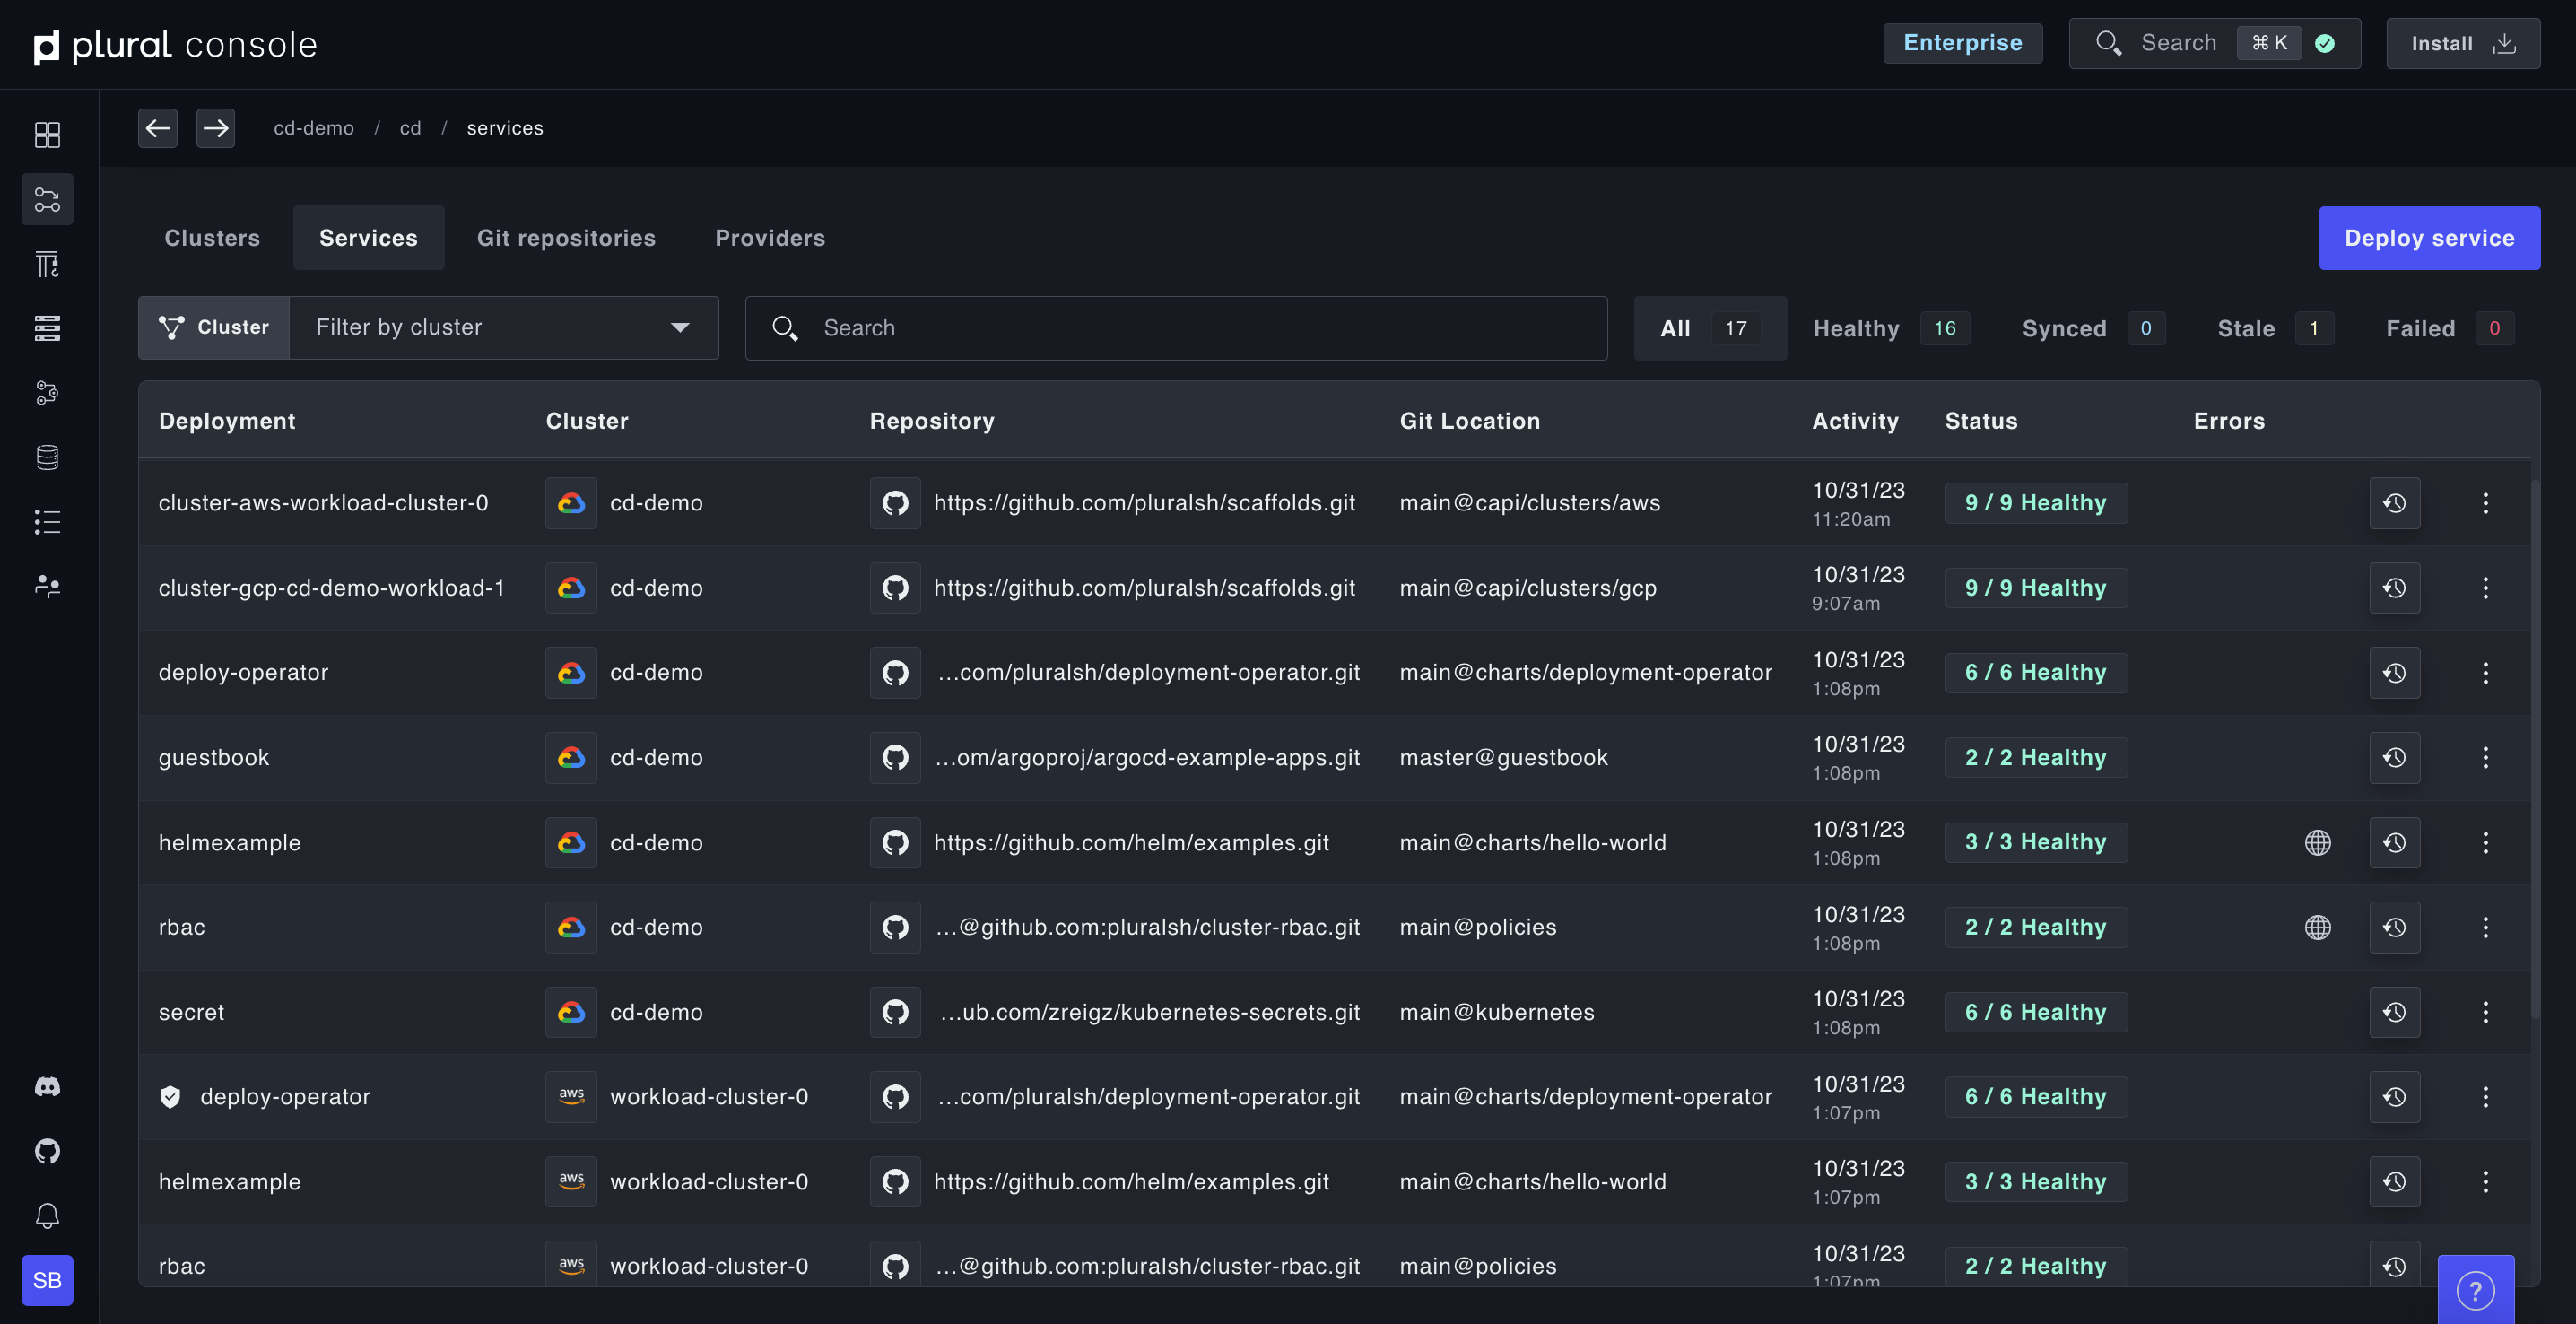 plural console
Enterprise
Search ⌘ K
Install
cd-demo / cd / services
Clusters Services Git repositories Providers
Deploy service
Cluster Filter by cluster
Search
All 17 Healthy 16 Synced 0 Stale 1 Failed 0
Deployment Cluster Repository Git Location Activity Status Errors
cluster-aws-workload-cluster-0 cd-demo https://github.com/pluralsh/scaffolds.git main@capi/clusters/aws 10/31/23 9 / 9 Healthy
11:20am
cluster-gcp-cd-demo-workload-1 cd-demo https://github.com/pluralsh/scaffolds.git main@capi/clusters/gcp 10/31/23 9 / 9 Healthy
9:07am
deploy-operator cd-demo ...com/pluralsh/deployment-operator.git main@charts/deployment-operator 10/31/23 6 / 6 Healthy
1:08pm
guestbook cd-demo ...om/argoproj/argocd-example-apps.git master@guestbook 10/31/23 2 / 2 Healthy
1:08pm
helmexample cd-demo https://github.com/helm/examples.git main@charts/hello-world 10/31/23 3 / 3 Healthy
1:08pm
rbac cd-demo ...@github.com:pluralsh/cluster-rbac.git main@policies 10/31/23 2 / 2 Healthy
1:08pm
secret cd-demo ...ub.com/zreigz/kubernetes-secrets.git main@kubernetes 10/31/23 6 / 6 Healthy
1:08pm
deploy-operator aws workload-cluster-0 ...com/pluralsh/deployment-operator.git main@charts/deployment-operator 10/31/23 6 / 6 Healthy
1:07pm
helmexample aws workload-cluster-0 https://github.com/helm/examples.git main@charts/hello-world 10/31/23 3 / 3 Healthy
1:07pm
rbac aws workload-cluster-0 ...@github.com:pluralsh/cluster-rbac.git main@policies 10/31/23 2 / 2 Healthy
1:07pm
SB
?